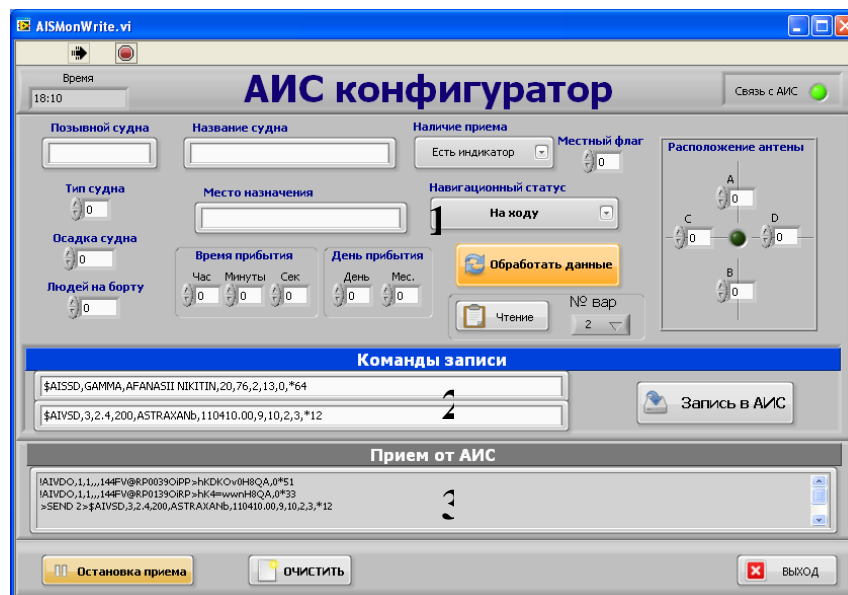 AISMonWrite.vi
Время
18:10
АИС конфигуратор
Связь с АИС
Позывной судна
Название судна
Наличие приема
Есть индикатор
Местный флаг
0
Расположение антены
A
0
C
0
D
0
B
0
Тип судна
0
Место назначения
Навигационный статус
1
На ходу
Осадка судна
0
Людей на борту
0
Время прибытия
Час Минуты Сек
0 0 0
День прибытия
День Мес.
0 0
Обработать данные
Чтение
№ вар
2
Команды записи
$AISSD,GAMMA,AFANASII NIKITIN,20,76,2,13,0,*64
$AIVSD,3,2.4,200,ASTRAXANb,110410.00,9,10,2,3,*12
2
Запись в АИС
Прием от АИС
!AIVDO,1,1,,,144FV@RP0039OiPP>hKDKOv0H8QA,0*51
!AIVDO,1,1,,,144FV@RP0139OiRP>hK4=wwnH8QA,0*33
>SEND 2>$AIVSD,3,2.4,200,ASTRAXANb,110410.00,9,10,2,3,*12
3
Остановка приема
ОЧИСТИТЬ
ВЫХОД